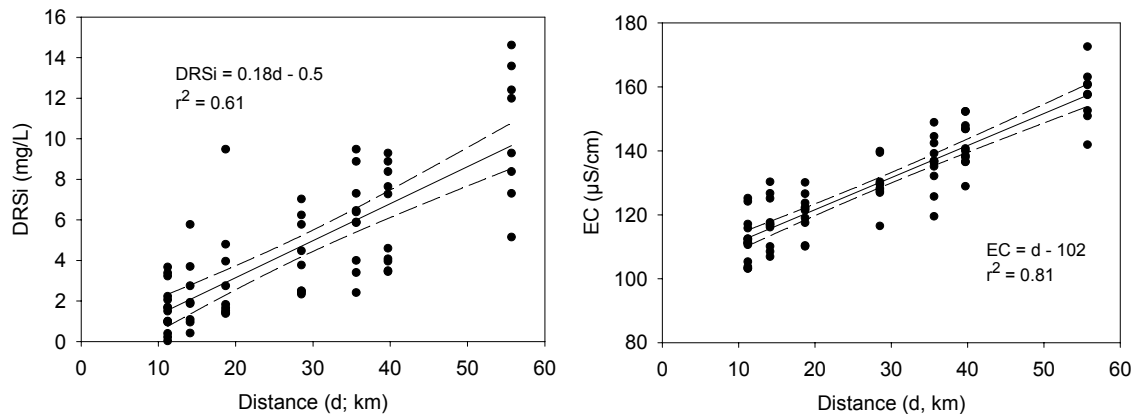 16
14
12
10
8
6
4
2
0
DRSi (mg/L)
DRSi = 0.18d - 0.5
r² = 0.61
0 10 20 30 40 50 60
Distance (d; km)
180
160
140
120
100
80
EC (µS/cm)
EC = d - 102
r² = 0.81
0 10 20 30 40 50 60
Distance (d, km)